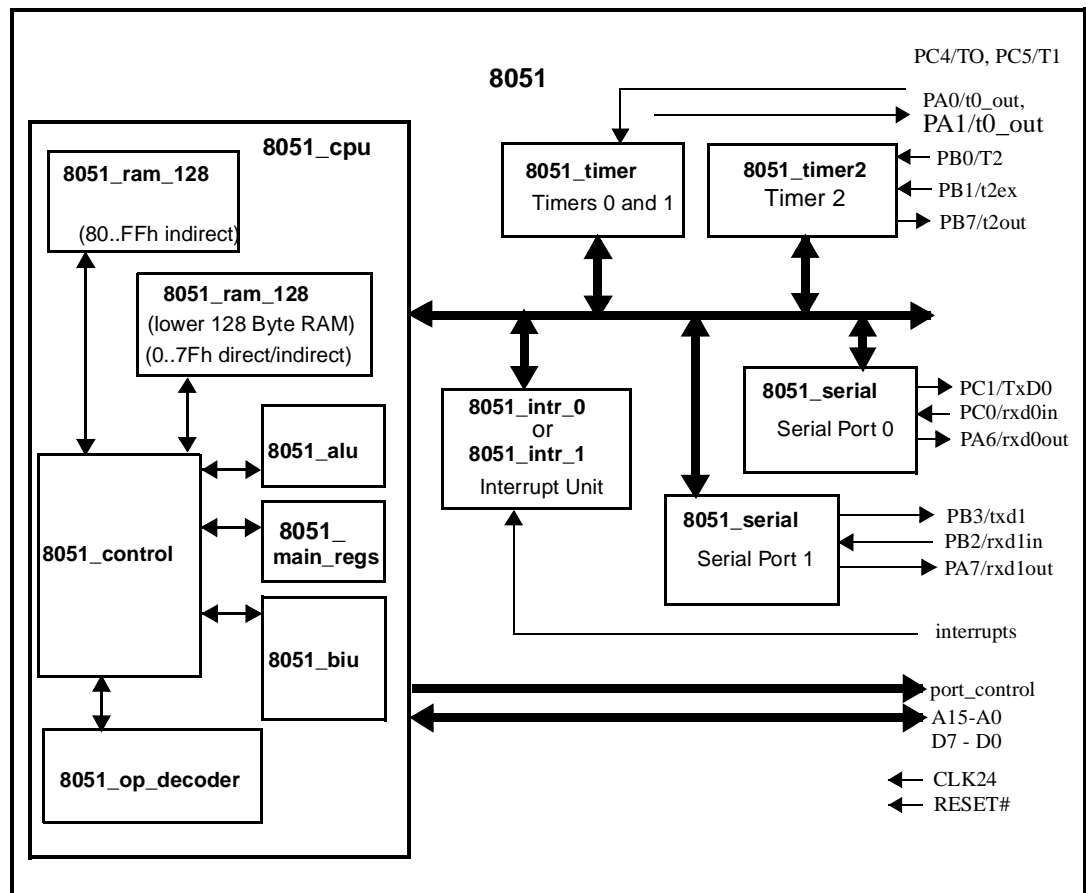 8051
PC4/TO, PC5/T1
PA0/t0_out,
PA1/t0_out
8051_cpu
8051_ram_128
(80..FFh indirect)
8051_ram_128
(lower 128 Byte RAM)
(0..7Fh direct/indirect)
8051_alu
8051_control
8051_
main_regs
8051_biu
8051_op_decoder
8051_timer
Timers 0 and 1
8051_timer2
Timer 2
PB0/T2
PB1/t2ex
PB7/t2out
8051_intr_0
or
8051_intr_1
Interrupt Unit
8051_serial
Serial Port 0
PC1/TxD0
PC0/rxd0in
PA6/rxd0out
8051_serial
Serial Port 1
PB3/txd1
PB2/rxd1in
PA7/rxd1out
interrupts
port_control
A15-A0
D7 - D0
CLK24
RESET#